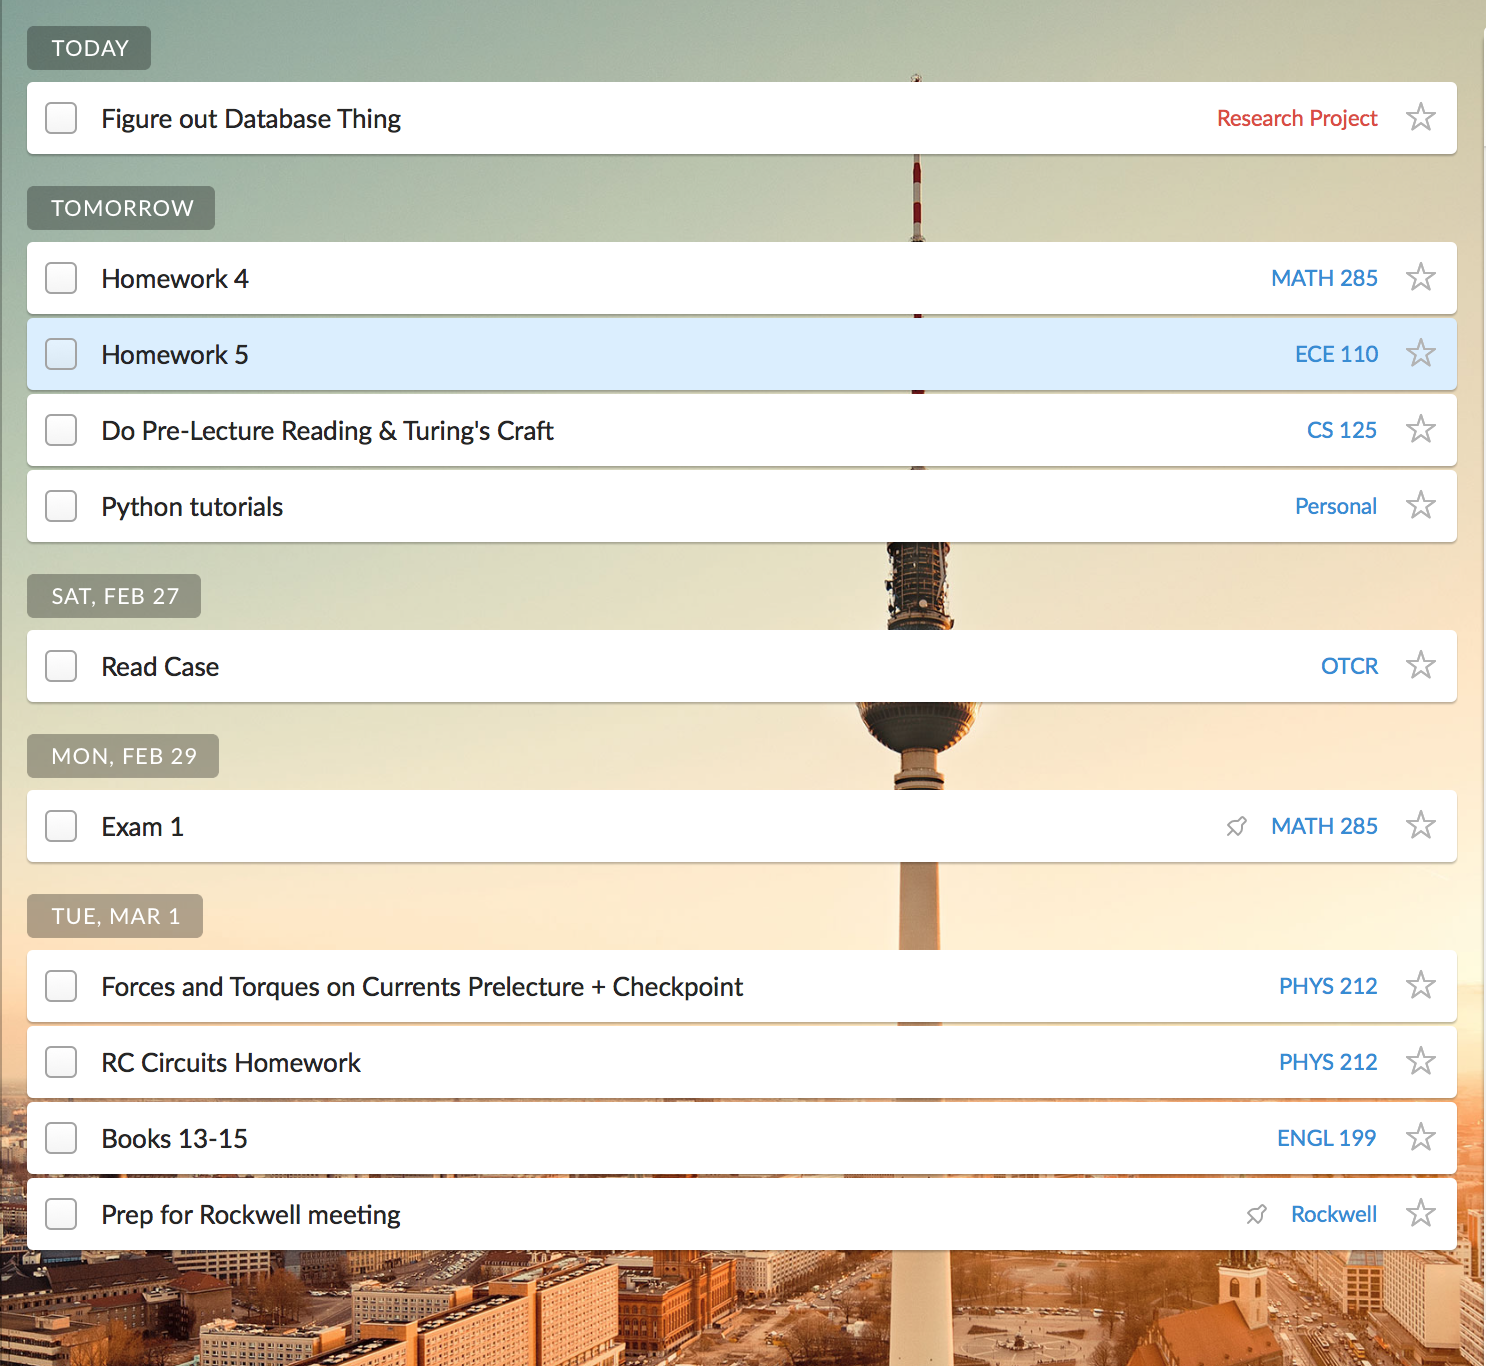 TODAY
Figure out Database Thing Research Project
TOMORROW
Homework 4 MATH 285
Homework 5 ECE 110
Do Pre-Lecture Reading & Turing's Craft CS 125
Python tutorials Personal
SAT, FEB 27
Read Case OTCR
MON, FEB 29
Exam 1 MATH 285
TUE, MAR 1
Forces and Torques on Currents Prelecture + Checkpoint PHYS 212
RC Circuits Homework PHYS 212
Books 13-15 ENGL 199
Prep for Rockwell meeting Rockwell